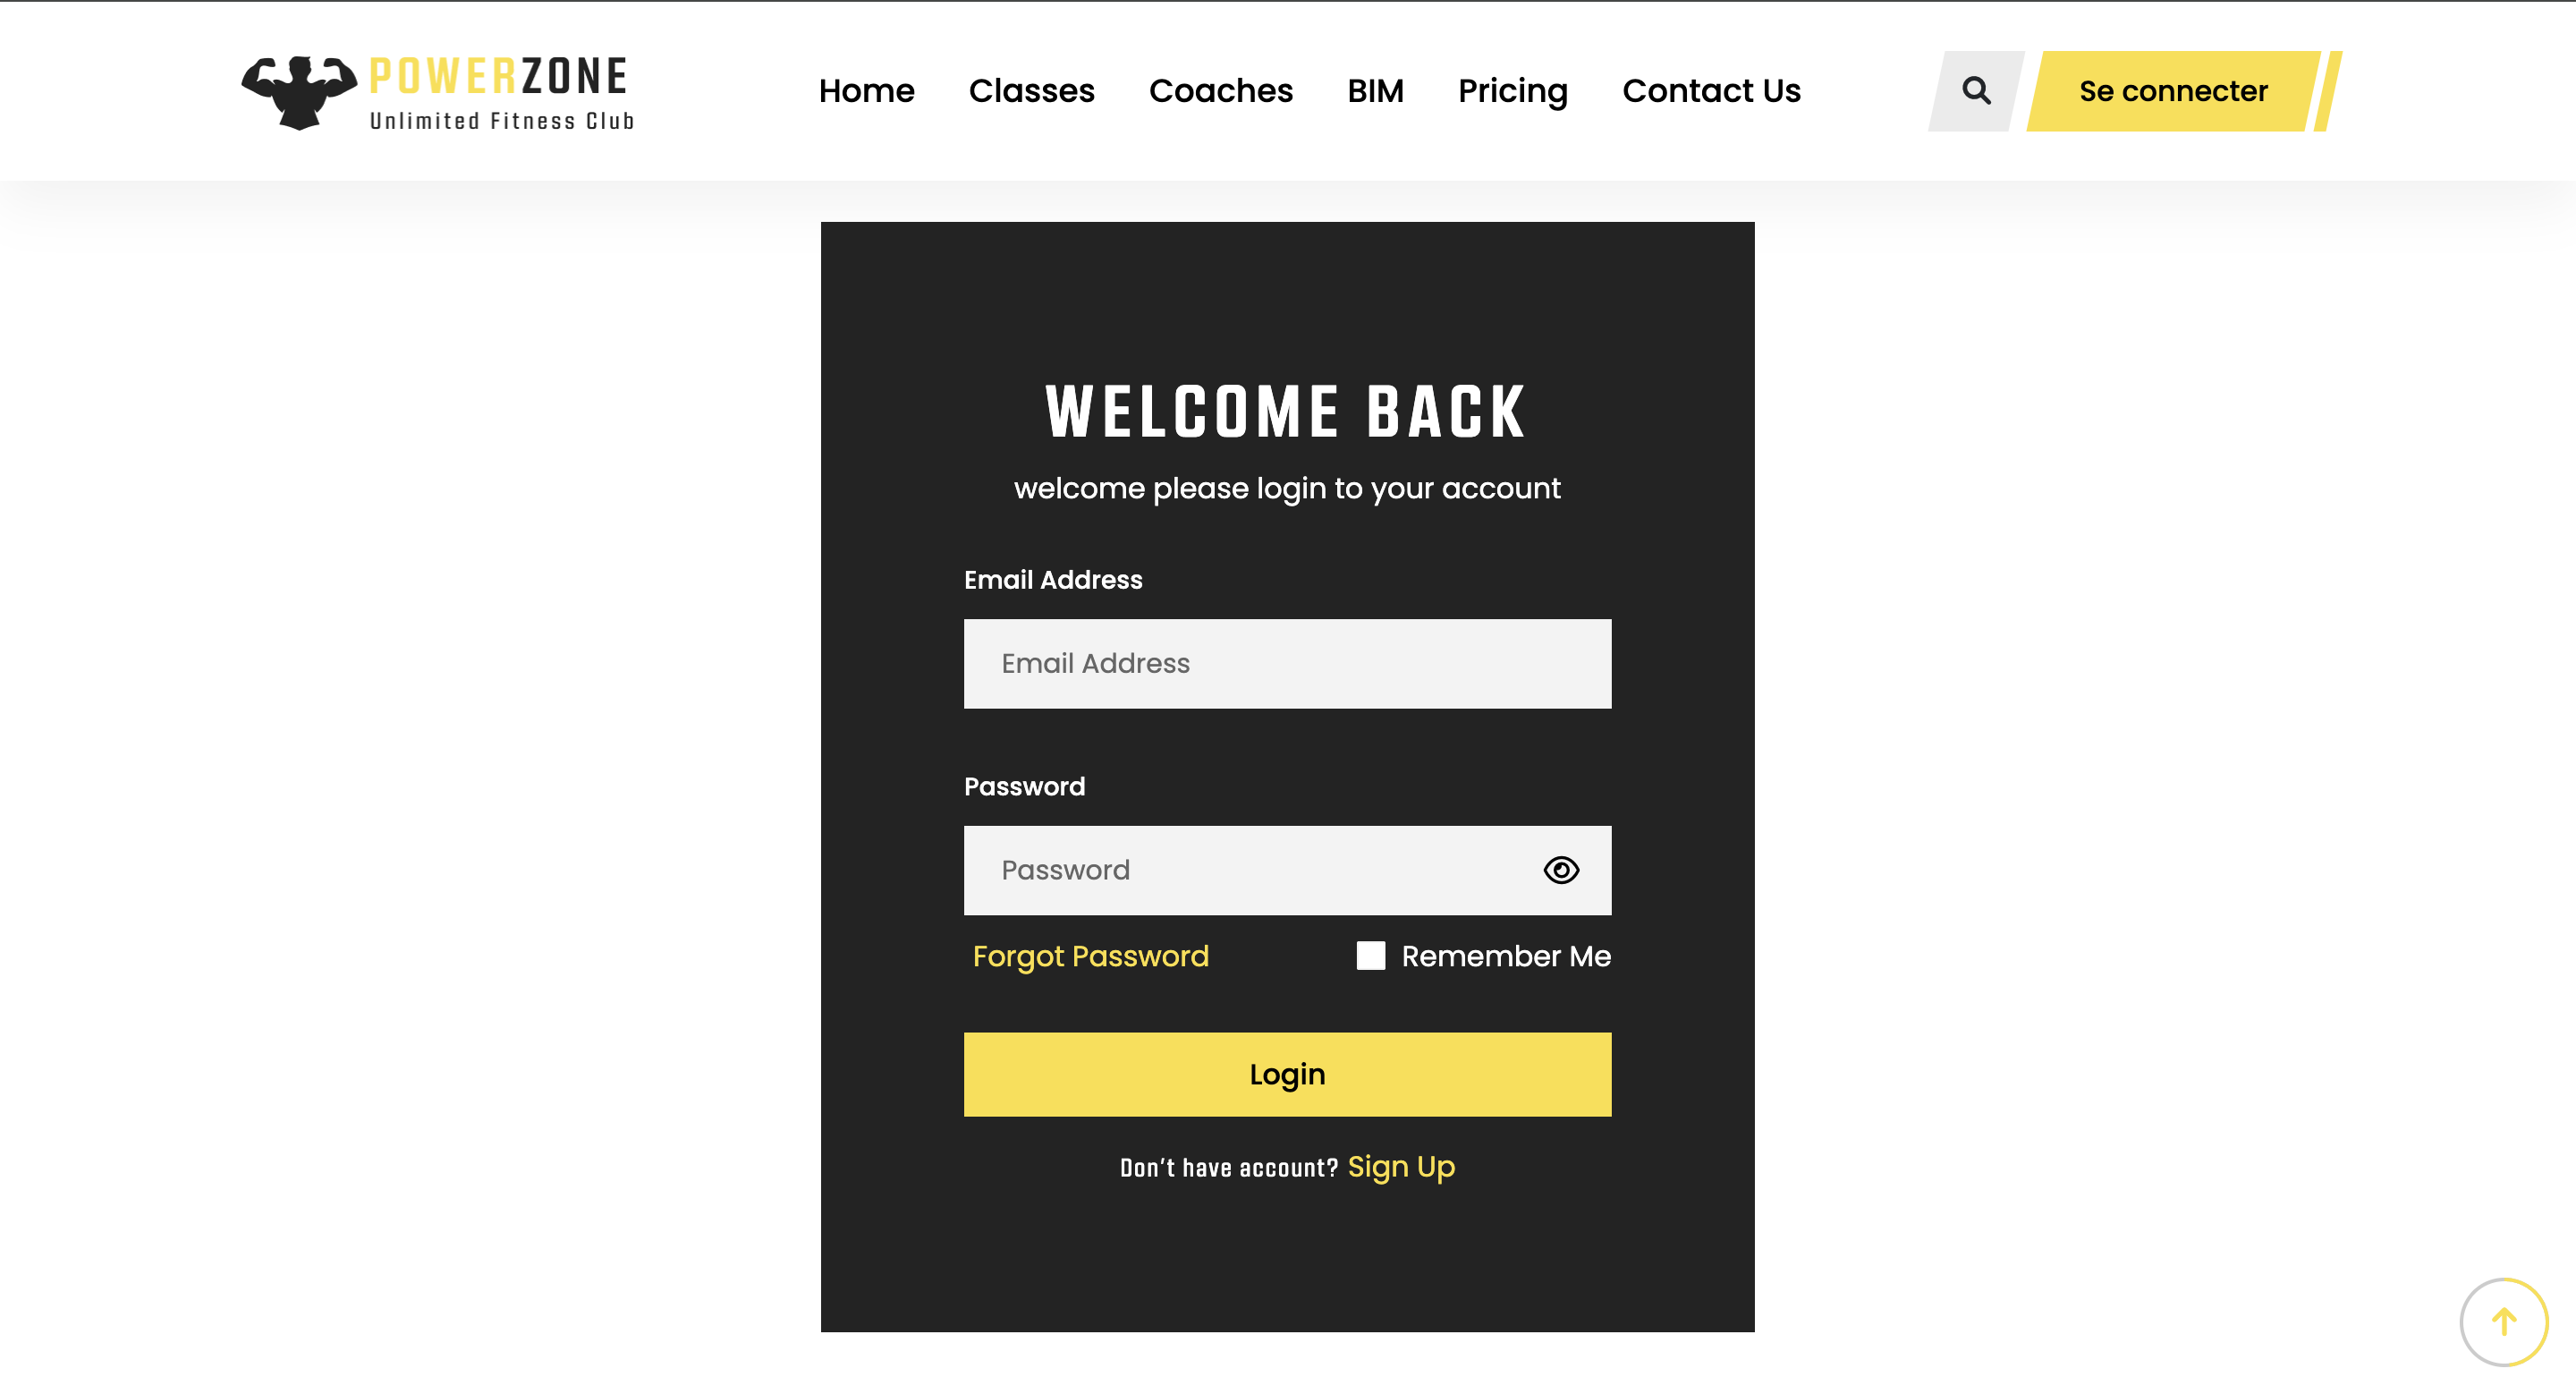 POWERZONE
Unlimited Fitness Club
Home Classes Coaches BIM Pricing Contact Us
Se connecter
WELCOME BACK
welcome please login to your account
Email Address
Email Address
Password
Password
Forgot Password
Remember Me
Login
Don't have account? Sign Up